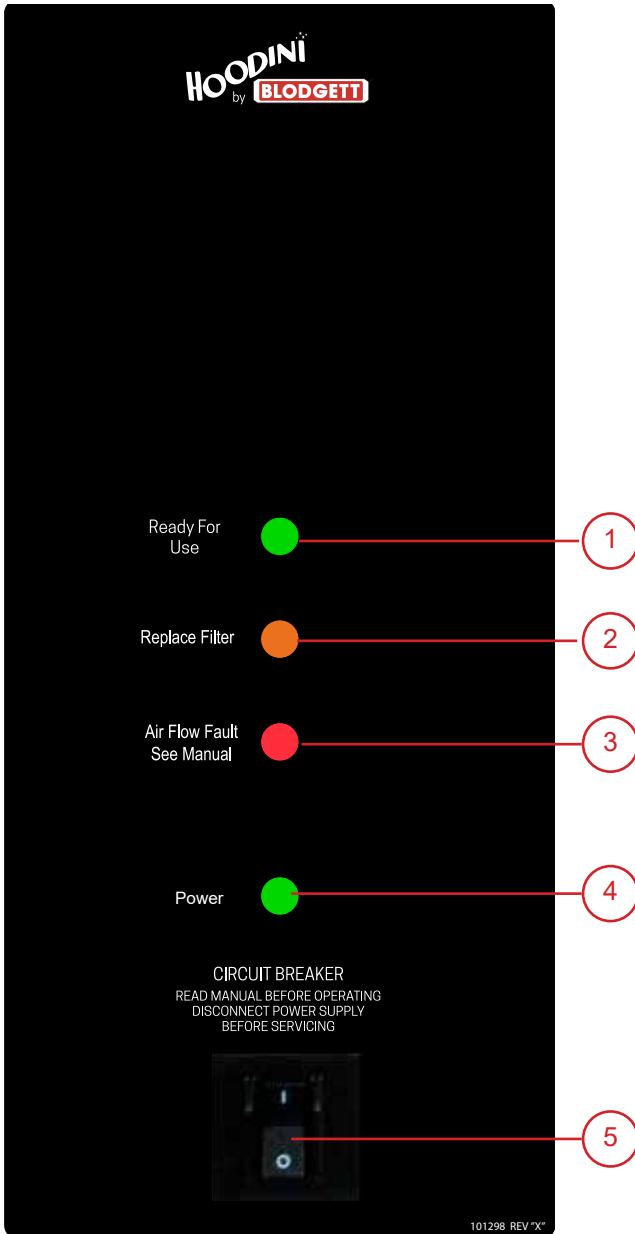 HOODINI
by BLODGETT
Ready For
Use
1
Replace Filter
2
Air Flow Fault
See Manual
3
Power
4
CIRCUIT BREAKER
READ MANUAL BEFORE OPERATING
DISCONNECT POWER SUPPLY
BEFORE SERVICING
5
101298 REV "X"